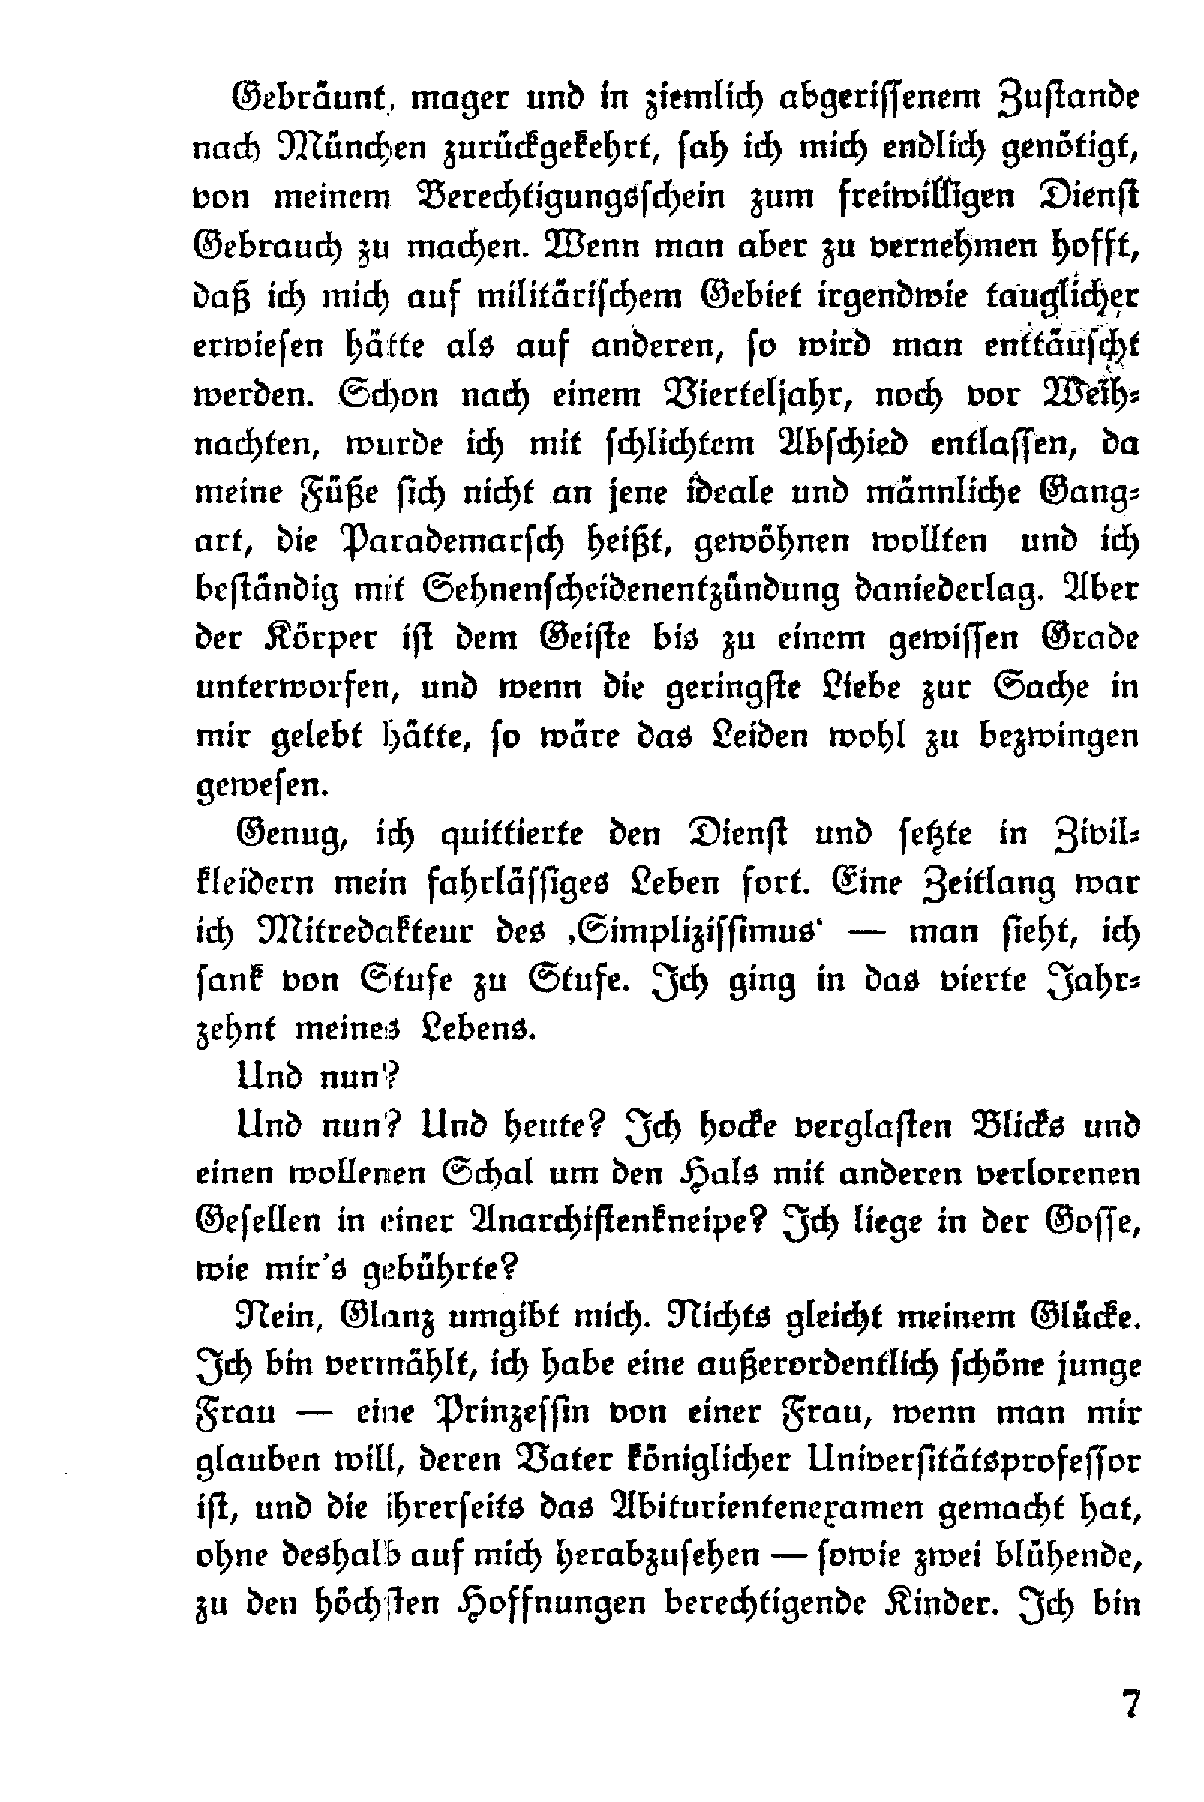 Gebräunt, mager und in ziemlich abgerissenem Zustande
nach München zurückgekehrt, sah ich mich endlich genötigt,
von meinem Berechtigungsschein zum freiwilligen Dienst
Gebrauch zu machen. Wenn man aber zu vernehmen hofft,
daß ich mich auf militärischem Gebiet irgendwie tauglicher
erwiesen hätte als auf anderen, so wird man enttäuscht
werden. Schon nach einem Vierteljahr, noch vor Weih-
nachten, wurde ich mit schlichtem Abschied entlassen, da
meine Füße sich nicht an jene ideale und männliche Gang-
art, die Parademarsch heißt, gewöhnen wollten und ich
beständig mit Sehnenscheidenentzündung daniederlag. Aber
der Körper ist dem Geiste bis zu einem gewissen Grade
unterworfen, und wenn die geringste Liebe zur Sache in
mir gelebt hätte, so wäre das Leiden wohl zu bezwingen
gewesen.
Genug, ich quittierte den Dienst und setzte in Zivil-
kleidern mein fahrlässiges Leben fort. Eine Zeitlang war
ich Mitredakteur des ‚Simplizissimus‘ — man sieht, ich
sank von Stufe zu Stufe. Ich ging in das vierte Jahr-
zehnt meines Lebens.
Und nun?
Und nun? Und heute? Ich hocke verglasten Blicks und
einen wollenen Schal um den Hals mit anderen verlorenen
Gesellen in einer Anarchistenkneipe? Ich liege in der Gosse,
wie mir's gebührte?
Nein, Glanz umgibt mich. Nichts gleicht meinem Glücke.
Ich bin vermählt, ich habe eine außerordentlich schöne junge
Frau — eine Prinzessin von einer Frau, wenn man mir
glauben will, deren Vater königlicher Universitätsprofessor
ist, und die ihrerseits das Abiturientenexamen gemacht hat,
ohne deshalb auf mich herabzusehen — sowie zwei blühende,
zu den höchsten Hoffnungen berechtigende Kinder. Ich bin
7